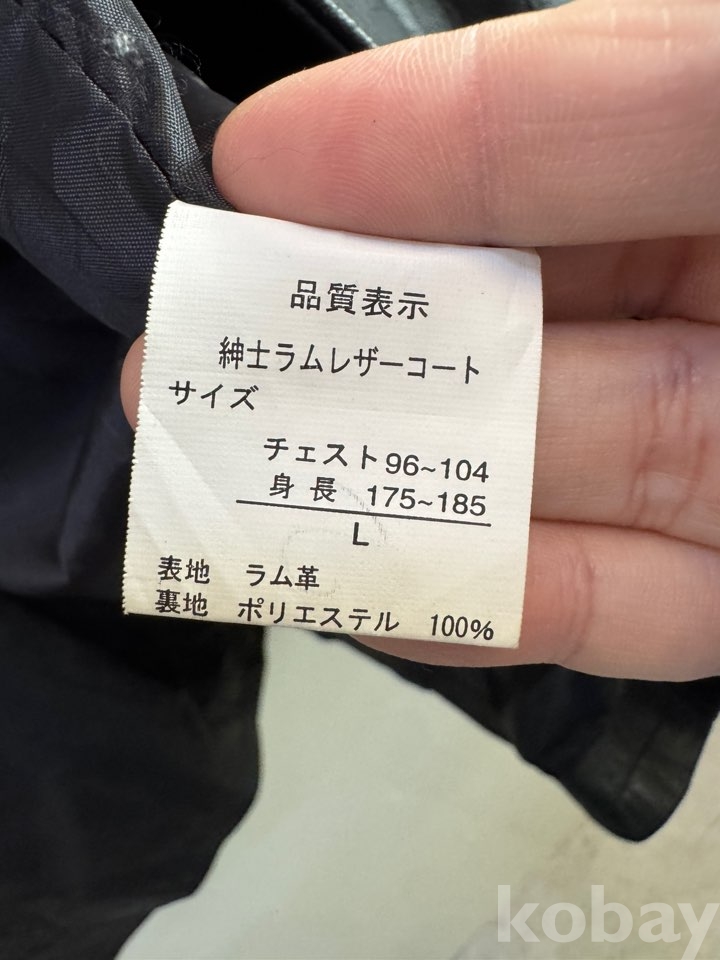 品質表示
紳士ラムレザーコート
サイズ
チェスト 96~104
身長 175~185
L
表地 ラム革
裏地 ポリエステル 100%
kobay